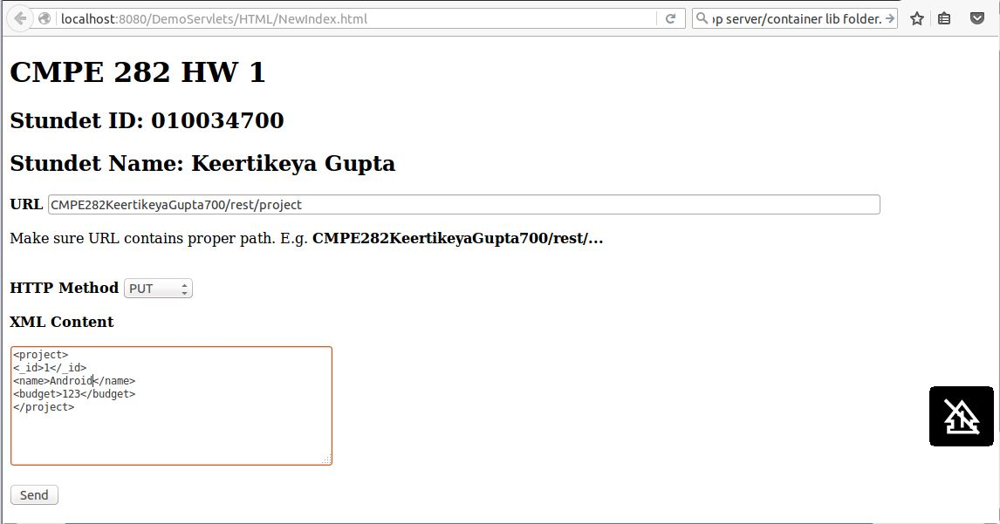 localhost:8080/DemoServlets/HTML/NewIndex.html
pp server/container lib folder.
CMPE 282 HW 1
Stundet ID: 010034700
Stundet Name: Keertikeya Gupta
URL CMPE282KeertikeyaGupta700/rest/project
Make sure URL contains proper path. E.g. CMPE282KeertikeyaGupta700/rest/...
HTTP Method PUT
XML Content
<project>
<_id>1</_id>
<name>Android</name>
<budget>123</budget>
</project>
Send